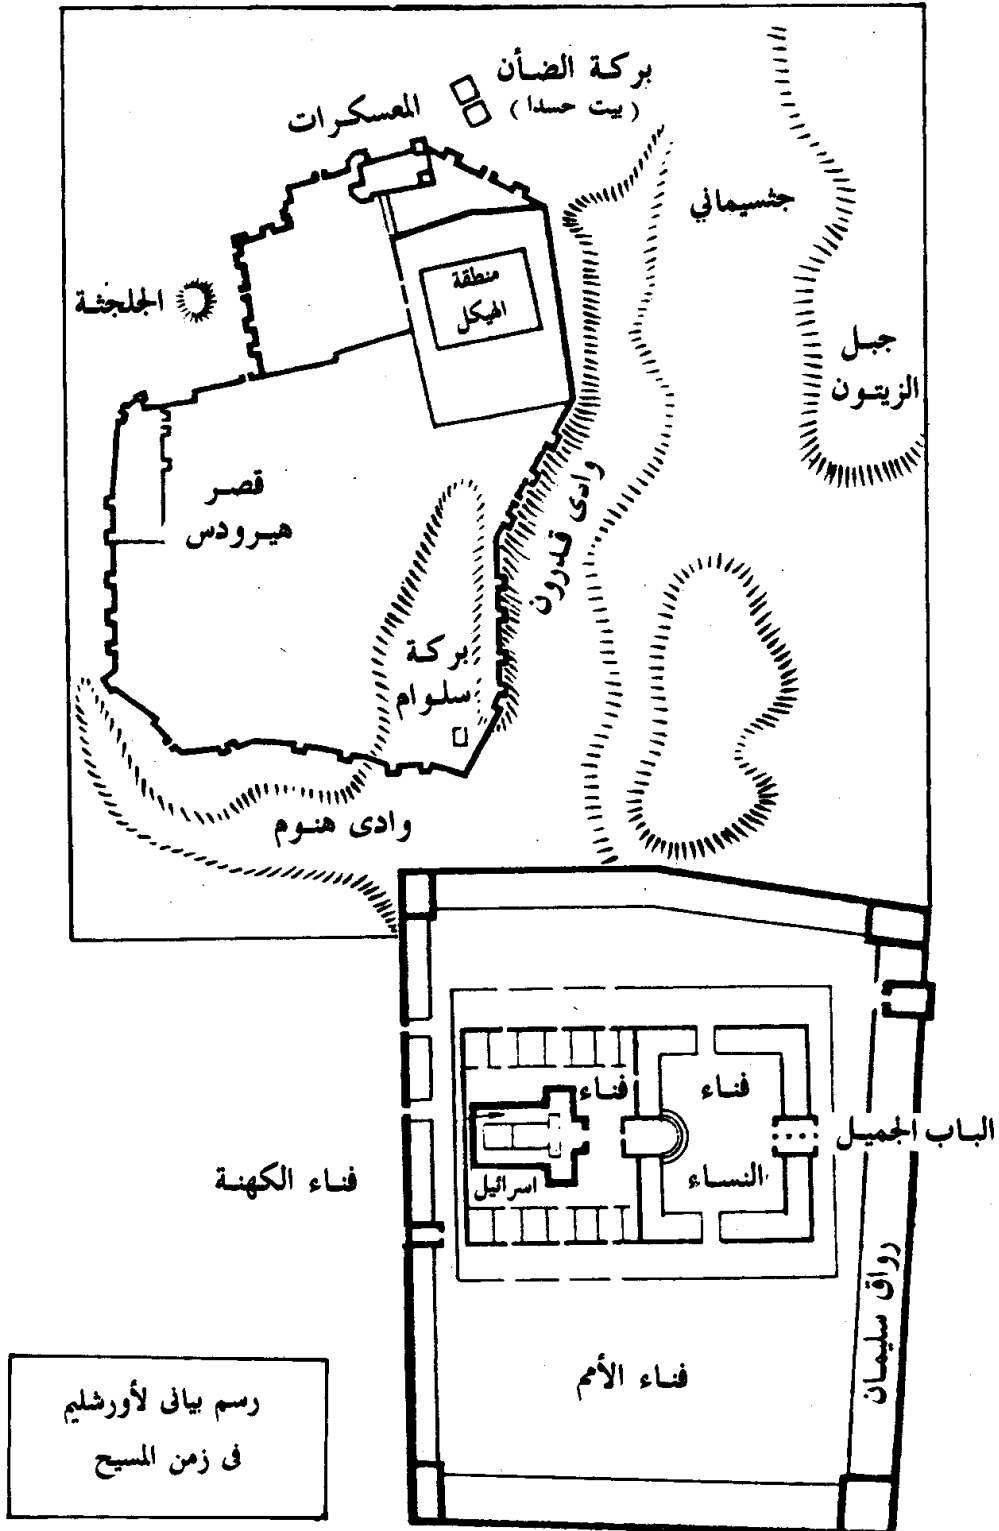 بركة الضأن
(بيت حسدا)
المعسكرات
جثسيماني
منطقة
الهيكل
الجلجثة
جبل
الزيتون
قصر
هيرودس
وادى قدرون
بركة
سلوام
وادى هنوم
فناء
فناء
الباب الجميل
النساء
اسرائيل
فناء الكهنة
رواق سليمان
فناء الأمم
رسم بيانى لأورشليم
فى زمن المسيح